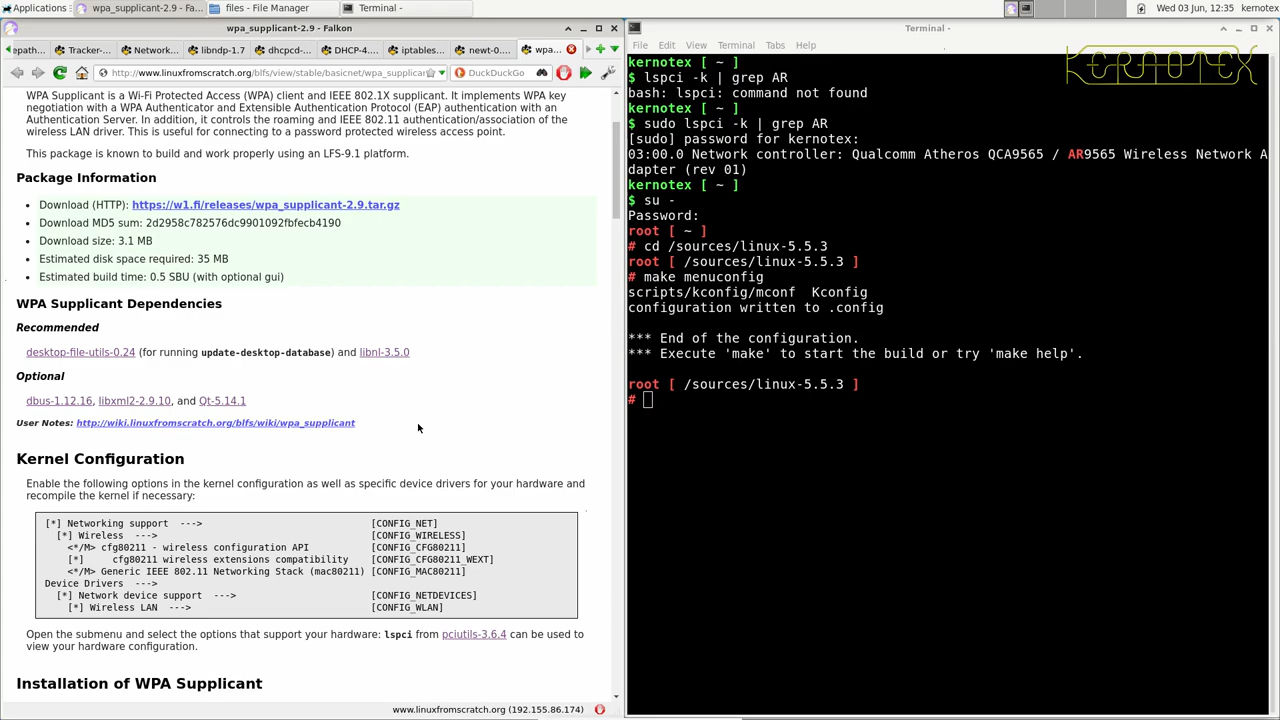 Applications
wpa_supplicant-2.9 - Fa...
files - File Manager
Terminal -
Wed 03 Jun, 12:35
kernotex
wpa_supplicant-2.9 - Falkon
epath...
Tracker-...
Network...
libndp-1.7
dhcpcd-...
DHCP-4....
iptables...
newt-0....
wpa...
http://www.linuxfromscratch.org/blfs/view/stable/basicnet/wpa_supplicar
DuckDuckGo
WPA Supplicant is a Wi-Fi Protected Access (WPA) client and IEEE 802.1X supplicant. It implements WPA key
negotiation with a WPA Authenticator and Extensible Authentication Protocol (EAP) authentication with an
Authentication Server. In addition, it controls the roaming and IEEE 802.11 authentication/association of the
wireless LAN driver. This is useful for connecting to a password protected wireless access point.
This package is known to build and work properly using an LFS-9.1 platform.
Package Information
• Download (HTTP): https://w1.fi/releases/wpa_supplicant-2.9.tar.gz
• Download MD5 sum: 2d2958c782576dc9901092fbfecb4190
• Download size: 3.1 MB
• Estimated disk space required: 35 MB
• Estimated build time: 0.5 SBU (with optional gui)
WPA Supplicant Dependencies
Recommended
desktop-file-utils-0.24 (for running update-desktop-database) and libnl-3.5.0
Optional
dbus-1.12.16, libxml2-2.9.10, and Qt-5.14.1
User Notes: http://wiki.linuxfromscratch.org/blfs/wiki/wpa_supplicant
Kernel Configuration
Enable the following options in the kernel configuration as well as specific device drivers for your hardware and
recompile the kernel if necessary:
[*] Networking support --->                     [CONFIG_NET]
[*] Wireless --->                             [CONFIG_WIRELESS]
<*/M> cfg80211 - wireless configuration API [CONFIG_CFG80211]
[*] cfg80211 wireless extensions compatibility [CONFIG_CFG80211_WEXT]
<*/M> Generic IEEE 802.11 Networking Stack (mac80211) [CONFIG_MAC80211]
Device Drivers --->
[*] Network device support --->               [CONFIG_NETDEVICES]
[*] Wireless LAN --->                       [CONFIG_WLAN]
Open the submenu and select the options that support your hardware: lspci from pciutils-3.6.4 can be used to
view your hardware configuration.
Installation of WPA Supplicant
www.linuxfromscratch.org (192.155.86.174)
Terminal -
File Edit View Terminal Tabs Help
KERNOTEX
kernotex [ ~ ]
$ lspci -k | grep AR
bash: lspci: command not found
kernotex [ ~ ]
$ sudo lspci -k | grep AR
[sudo] password for kernotex:
03:00.0 Network controller: Qualcomm Atheros QCA9565 / AR9565 Wireless Network A
dapter (rev 01)
kernotex [ ~ ]
$ su -
Password:
root [ ~ ]
# cd /sources/linux-5.5.3
root [ /sources/linux-5.5.3 ]
# make menuconfig
scripts/kconfig/mconf  Kconfig
configuration written to .config
*** End of the configuration.
*** Execute 'make' to start the build or try 'make help'.
root [ /sources/linux-5.5.3 ]
#